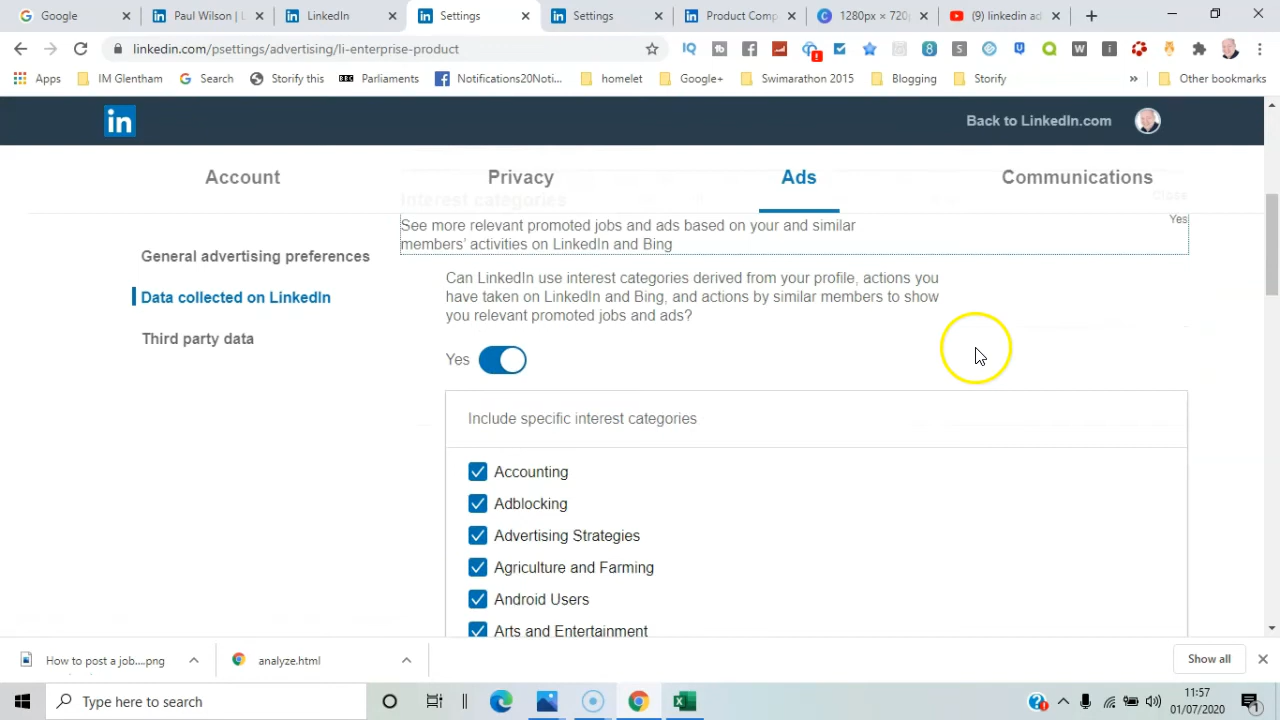 Google
Paul Wilson | L
LinkedIn
Settings
Settings
Product Comp
1280px × 720p
(9) linkedin ad
linkedin.com/psettings/advertising/li-enterprise-product
Apps
IM Glentham
Search
Storify this
Parliaments
Notifications20Noti...
homelet
Google+
Swimarathon 2015
Blogging
Storify
»
Other bookmarks
in
Back to LinkedIn.com
Account
Privacy
Ads
Communications
Interest categories
Close
See more relevant promoted jobs and ads based on your and similar
Yes
members' activities on LinkedIn and Bing
General advertising preferences
Data collected on LinkedIn
Third party data
Can LinkedIn use interest categories derived from your profile, actions you
have taken on LinkedIn and Bing, and actions by similar members to show
you relevant promoted jobs and ads?
Yes
Include specific interest categories
Accounting
Adblocking
Advertising Strategies
Agriculture and Farming
Android Users
Arts and Entertainment
How to post a job....png
analyze.html
Show all
Type here to search
11:57
01/07/2020